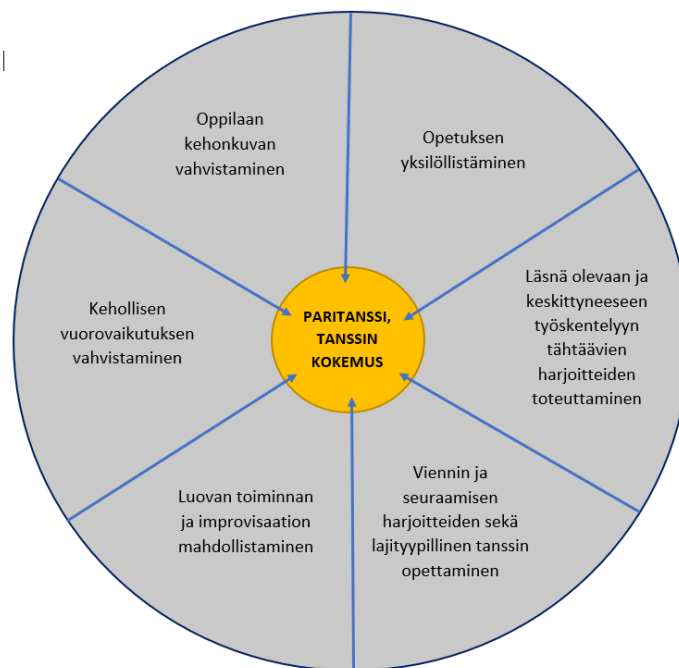 Oppilaan
kehonkuvan
vahvistaminen
Opetuksen
yksilöllistäminen
Läsnä olevaan ja
keskittyneeseen
työskentelyyn
tähtäävien
harjoitteiden
toteuttaminen
Viennin ja
seuraamisen
harjoitteiden sekä
lajityypillinen tanssin
opettaminen
Luovan toiminnan
ja improvisaation
mahdollistaminen
Kehollisen
vuorovaikutuksen
vahvistaminen
PARITANSSI,
TANSSIN
KOKEMUS